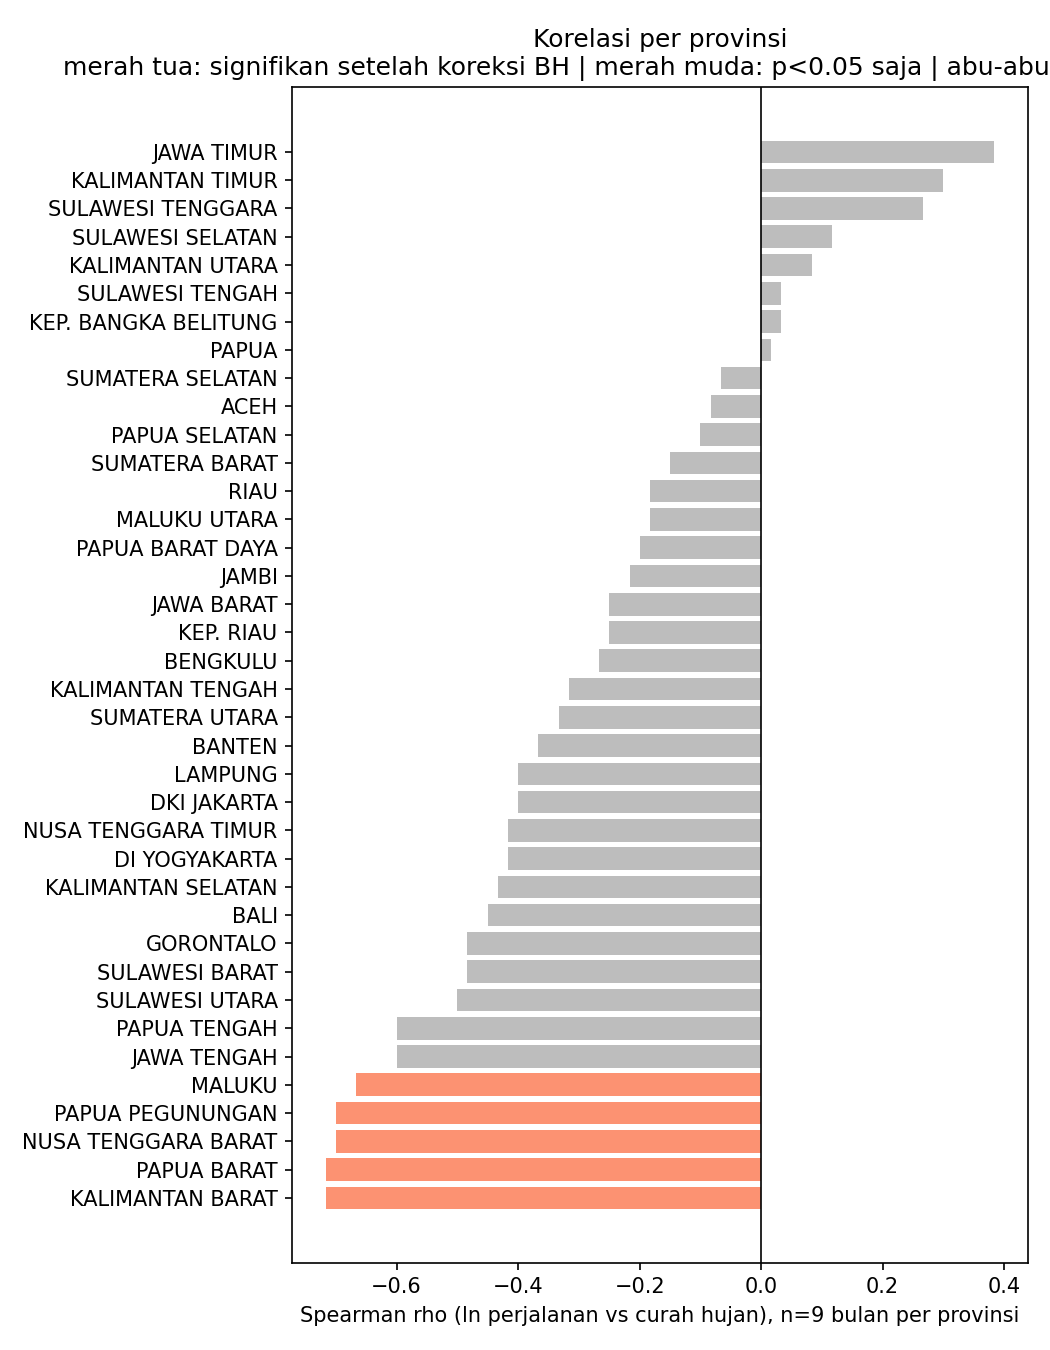 Korelasi per provinsi
merah tua: signifikan setelah koreksi BH | merah muda: p<0.05 saja | abu-abu
JAWA TIMUR
KALIMANTAN TIMUR
SULAWESI TENGGARA
SULAWESI SELATAN
KALIMANTAN UTARA
SULAWESI TENGAH
KEP. BANGKA BELITUNG
PAPUA
SUMATERA SELATAN
ACEH
PAPUA SELATAN
SUMATERA BARAT
RIAU
MALUKU UTARA
PAPUA BARAT DAYA
JAMBI
JAWA BARAT
KEP. RIAU
BENGKULU
KALIMANTAN TENGAH
SUMATERA UTARA
BANTEN
LAMPUNG
DKI JAKARTA
NUSA TENGGARA TIMUR
DI YOGYAKARTA
KALIMANTAN SELATAN
BALI
GORONTALO
SULAWESI BARAT
SULAWESI UTARA
PAPUA TENGAH
JAWA TENGAH
MALUKU
PAPUA PEGUNUNGAN
NUSA TENGGARA BARAT
PAPUA BARAT
KALIMANTAN BARAT
−0.6 −0.4 −0.2 0.0 0.2 0.4
Spearman rho (ln perjalanan vs curah hujan), n=9 bulan per provinsi